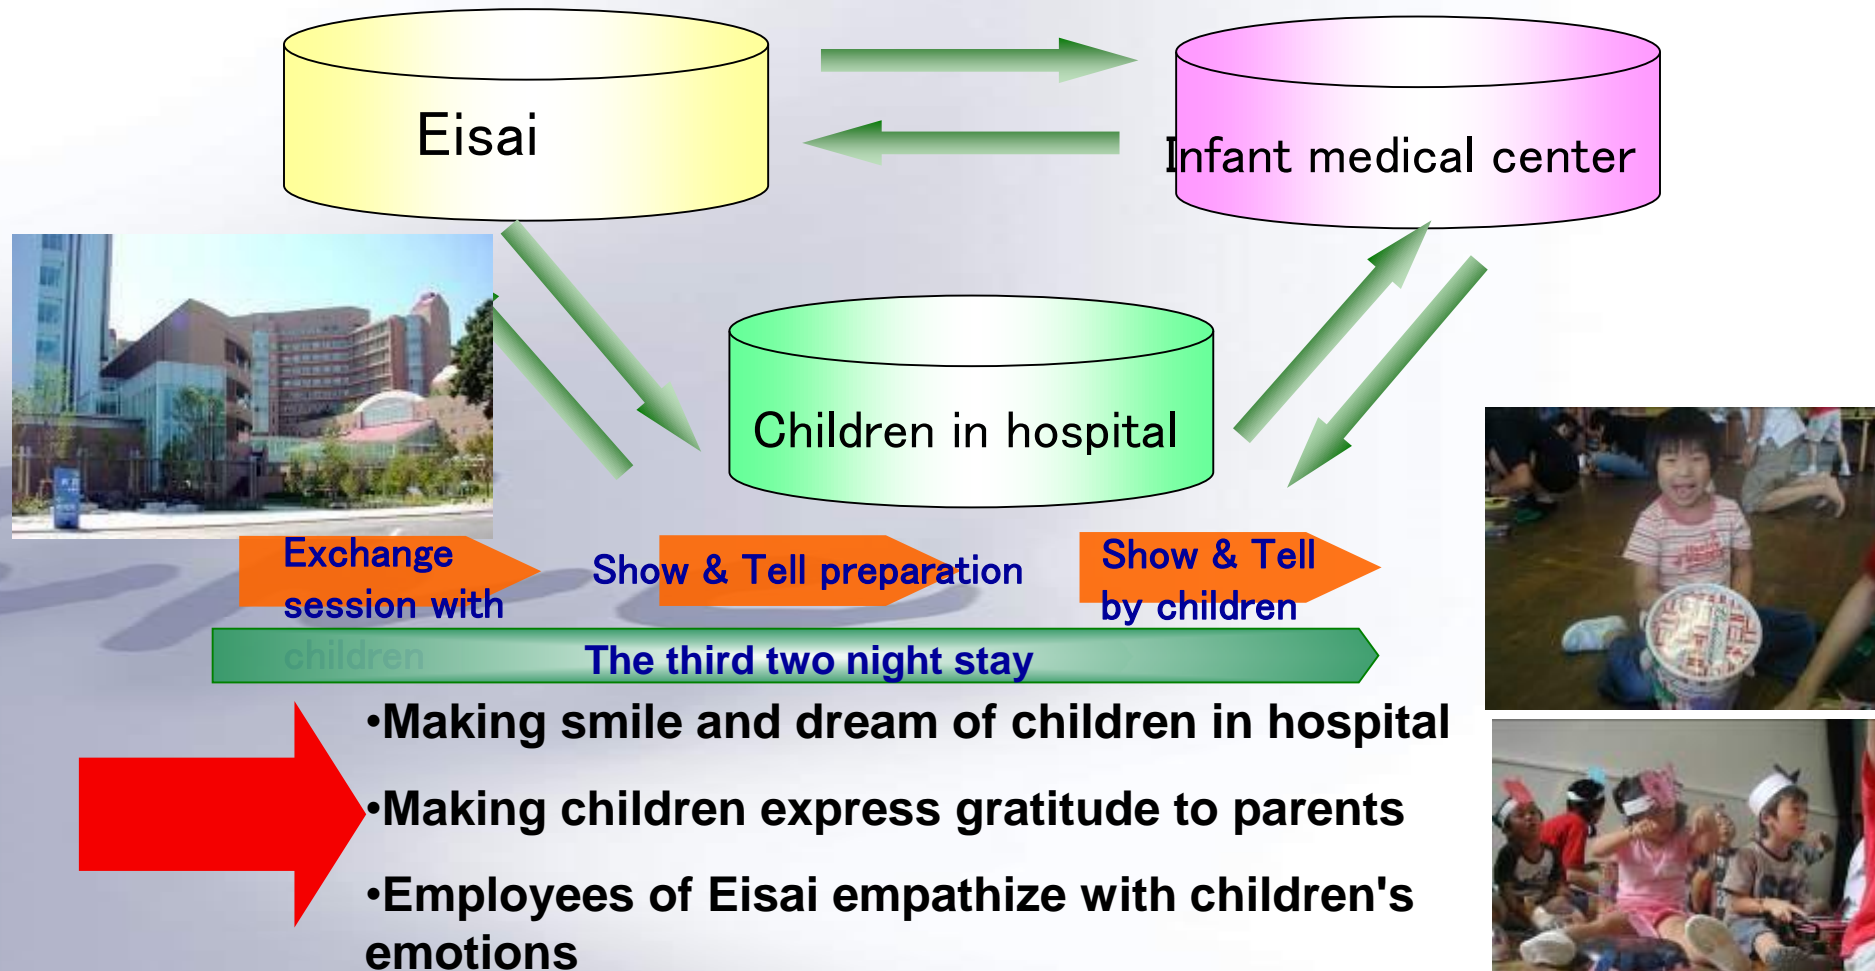 Eisai
Infant medical center
Children in hospital
Exchange
session with
children
Show & Tell preparation
Show & Tell
by children
The third two night stay
•Making smile and dream of children in hospital
•Making children express gratitude to parents
•Employees of Eisai empathize with children's
emotions